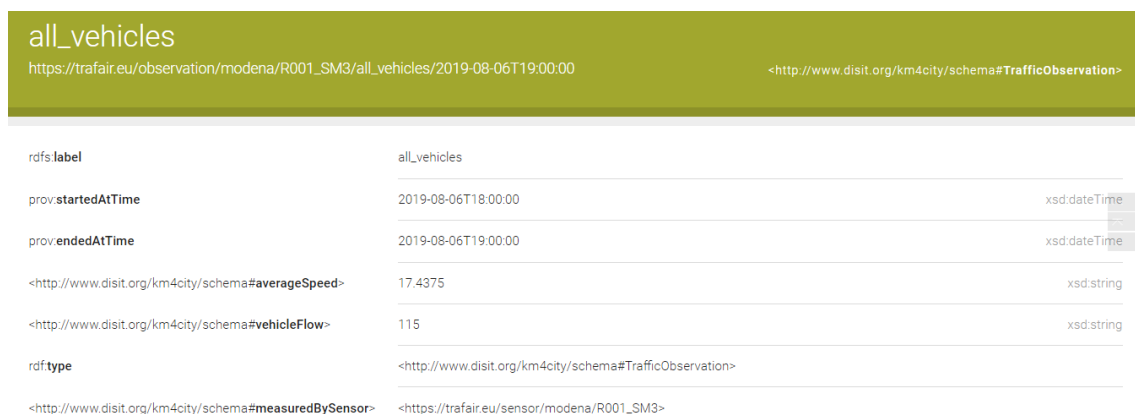 all_vehicles
https://trafair.eu/observation/modena/R001_SM3/all_vehicles/2019-08-06T19:00:00 <http://www.disit.org/km4city/schema#TrafficObservation>
rdfs:label all_vehicles
prov:startedAtTime 2019-08-06T18:00:00 xsd:dateTime
prov:endedAtTime 2019-08-06T19:00:00 xsd:dateTime
<http://www.disit.org/km4city/schema#averageSpeed> 17.4375 xsd:string
<http://www.disit.org/km4city/schema#vehicleFlow> 115 xsd:string
rdf:type <http://www.disit.org/km4city/schema#TrafficObservation>
<http://www.disit.org/km4city/schema#measuredBySensor> <https://trafair.eu/sensor/modena/R001_SM3>